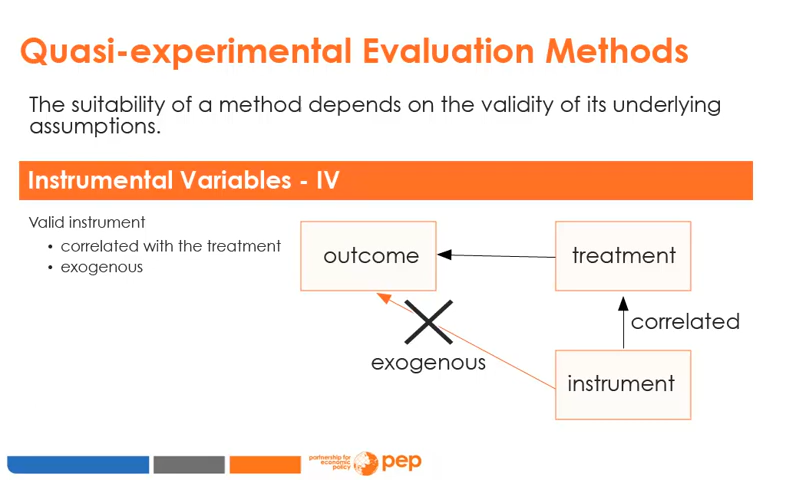 Quasi-experimental Evaluation Methods
The suitability of a method depends on the validity of its underlying
assumptions.
Instrumental Variables - IV
Valid instrument
• correlated with the treatment
• exogenous
outcome
treatment
correlated
exogenous
instrument
partnership for
economic
policy
pep